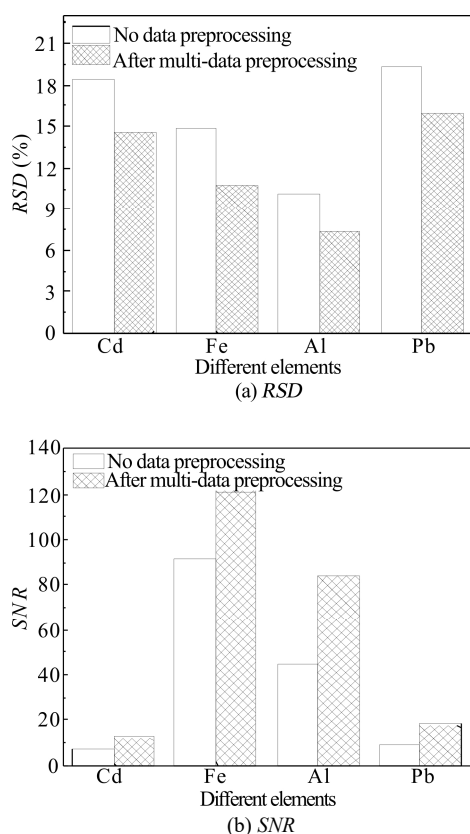 21
18
15
12
9
6
3
0
RSD (%)
No data preprocessing
After multi-data preprocessing
Cd Fe Al Pb
Different elements
(a) RSD
140
120
100
80
60
40
20
0
SNR
No data preprocessing
After multi-data preprocessing
Cd Fe Al Pb
Different elements
(b) SNR